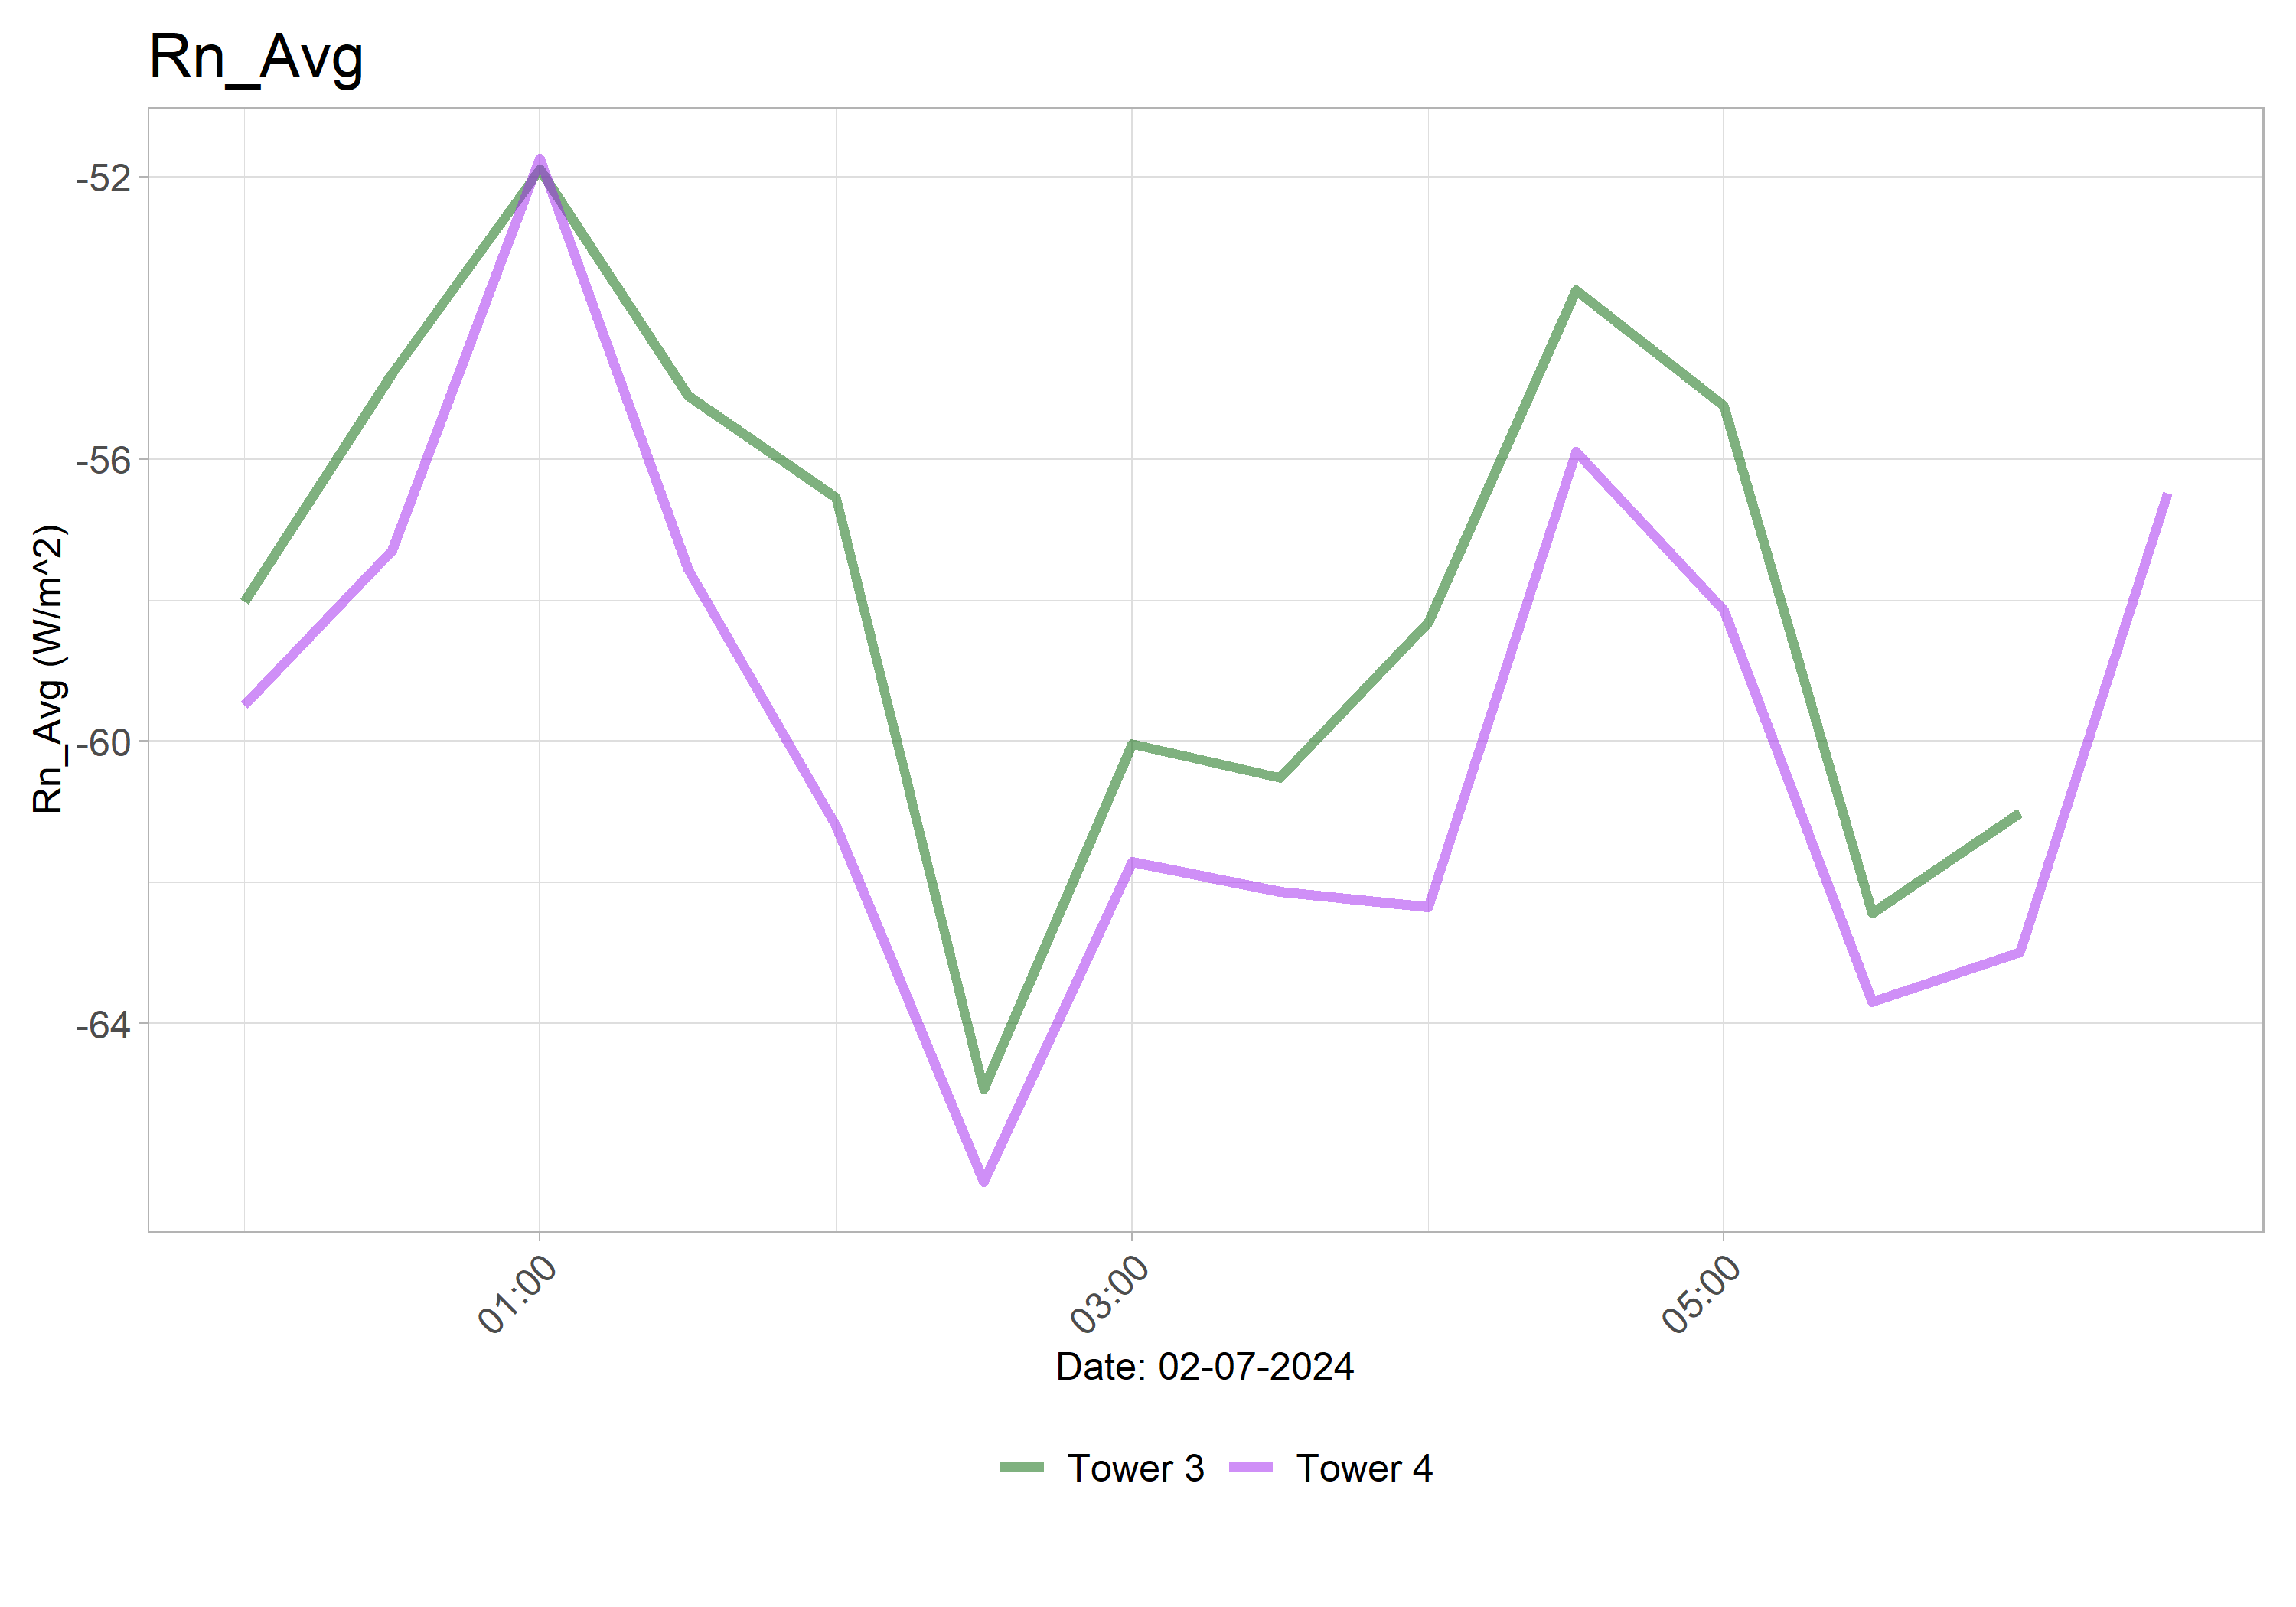 Rn_Avg
Rn_Avg (W/m^2)
-52
-56
-60
-64
01:00
03:00
05:00
Date: 02-07-2024
Tower 3
Tower 4